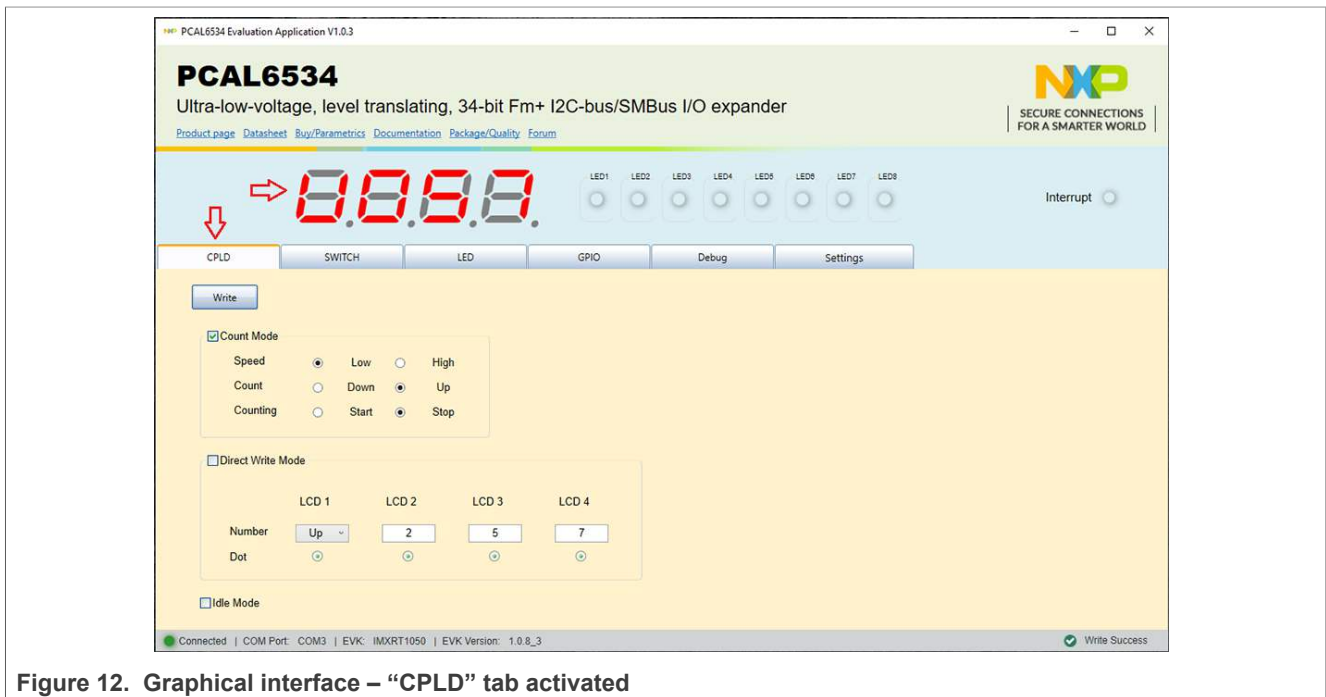 NXP PCAL6534 Evaluation Application V1.0.3
PCAL6534
Ultra-low-voltage, level translating, 34-bit Fm+ I2C-bus/SMBus I/O expander
Product page Datasheet Buy/Parametrics Documentation Package/Quality Forum
NXP
SECURE CONNECTIONS
FOR A SMARTER WORLD
LED1 LED2 LED3 LED4 LED5 LED6 LED7 LED8
Interrupt
CPLD SWITCH LED GPIO Debug Settings
Write
Count Mode
Speed Low High
Count Down Up
Counting Start Stop
Direct Write Mode
LCD 1 LCD 2 LCD 3 LCD 4
Number Up 2 5 7
Dot
Idle Mode
Connected | COM Port: COM3 | EVK: IMXRT1050 | EVK Version: 1.0.8_3 Write Success
Figure 12. Graphical interface – “CPLD” tab activated